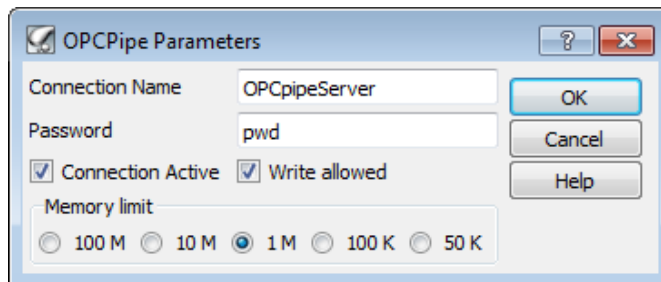 OPCPipe Parameters
?
Connection Name OPCpipeServer OK
Password pwd Cancel
Connection Active Write allowed Help
Memory limit
100 M 10 M 1 M 100 K 50 K